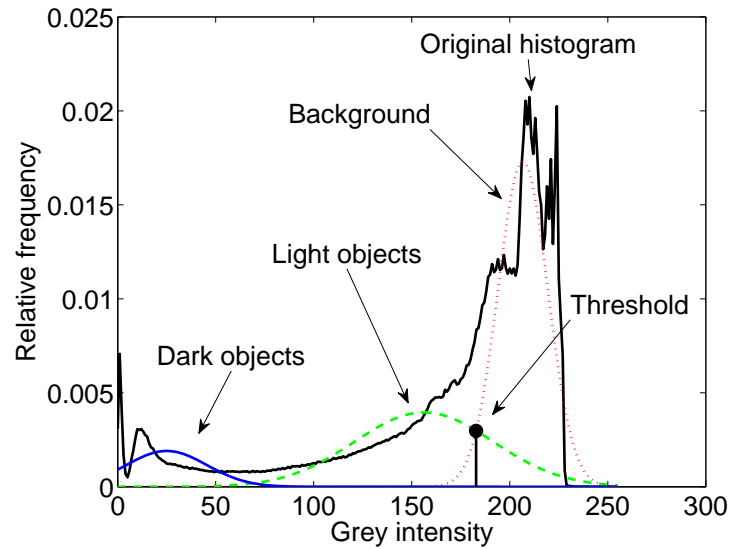 0.025
0.02
0.015
0.01
0.005
0
Relative frequency
Original histogram
Background
Light objects
Threshold
Dark objects
0 50 100 150 200 250 300
Grey intensity